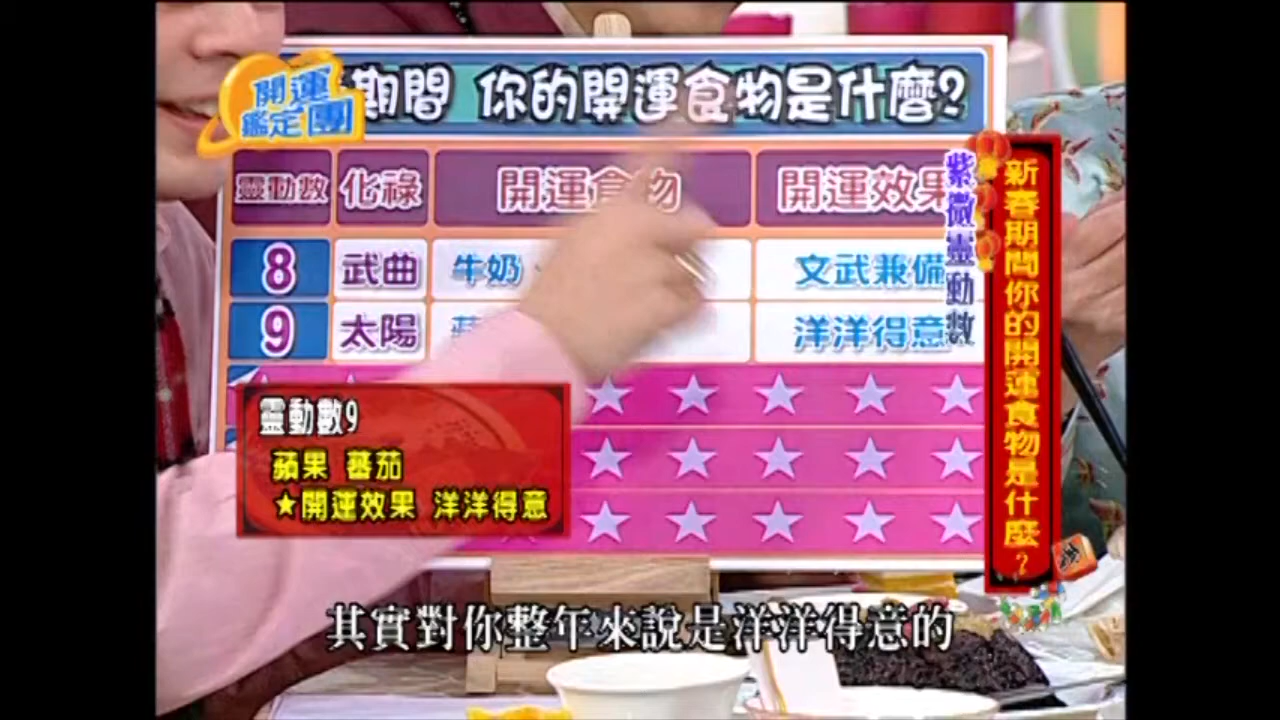 開運
鑑定團
期間 你的開運食物是什麼?
靈動數 化祿 開運食物 開運效果
8 武曲 牛奶 文武兼備
9 太陽 洋洋得意
靈動數9
蘋果 蕃茄
★開運效果 洋洋得意
紫微靈動數
新春期間你的開運食物是什麼?
其實對你整年來說是洋洋得意的